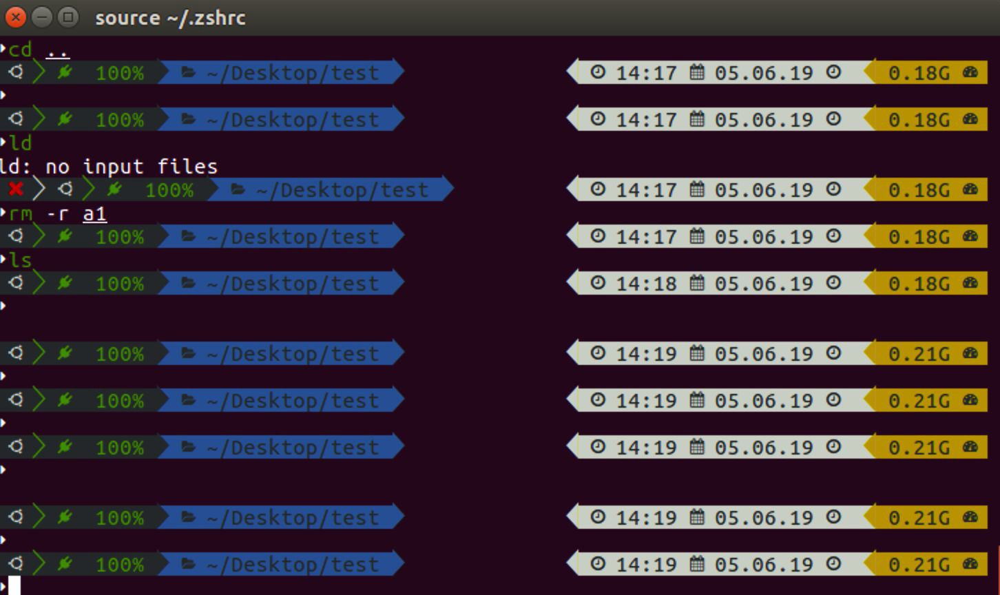 source ~/.zshrc
cd ..
100% ~/Desktop/test 14:17 05.06.19 0.18G
100% ~/Desktop/test 14:17 05.06.19 0.18G
ld
ld: no input files
100% ~/Desktop/test 14:17 05.06.19 0.18G
rm -r a1
100% ~/Desktop/test 14:17 05.06.19 0.18G
ls
100% ~/Desktop/test 14:18 05.06.19 0.18G
100% ~/Desktop/test 14:19 05.06.19 0.21G
100% ~/Desktop/test 14:19 05.06.19 0.21G
100% ~/Desktop/test 14:19 05.06.19 0.21G
100% ~/Desktop/test 14:19 05.06.19 0.21G
100% ~/Desktop/test 14:19 05.06.19 0.21G